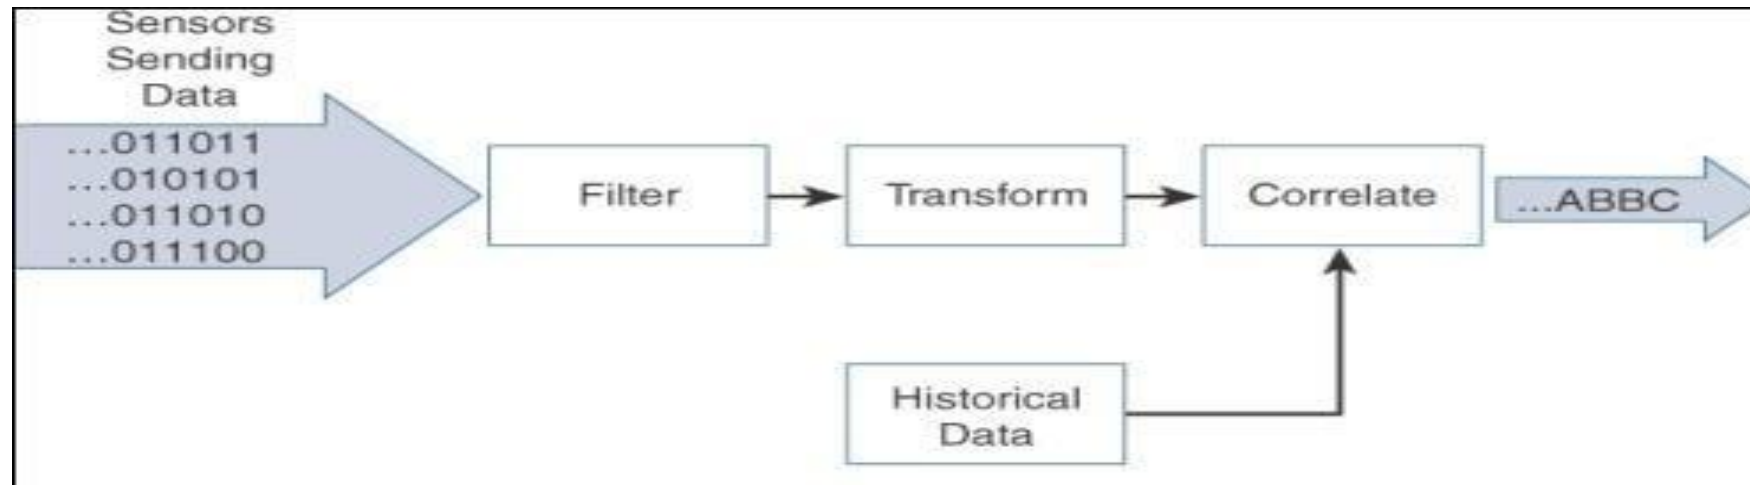 Sensors
Sending
Data
...011011
...010101
...011010
...011100
Filter
Transform
Correlate
...ABBC
Historical
Data